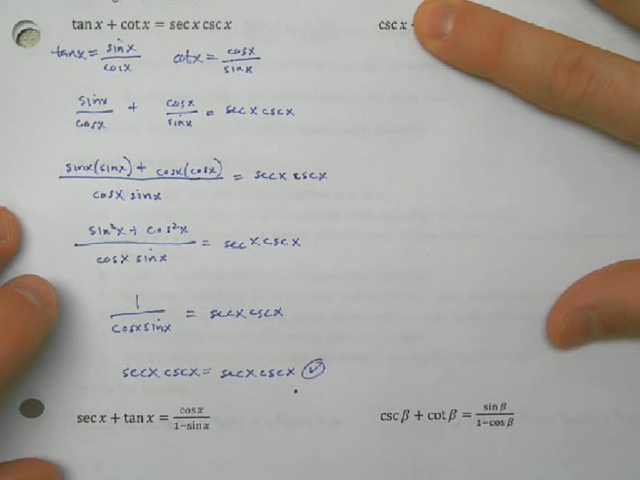 tan x + cot x = sec x csc x
csc x
tanx = sinx/cosx cotx = cosx/sinx
sinx/cosx + cosx/sinx = secx cscx
sinx(sinx) + cosx(cosx)/cosx sinx = secx cscx
sin²x + cos²x/cosx sinx = secx cscx
1/cosxsinx = secx cscx
secx cscx = secx cscx ✓
sec x + tan x = cos x/1−sin x
csc β + cot β = sin β/1−cos β